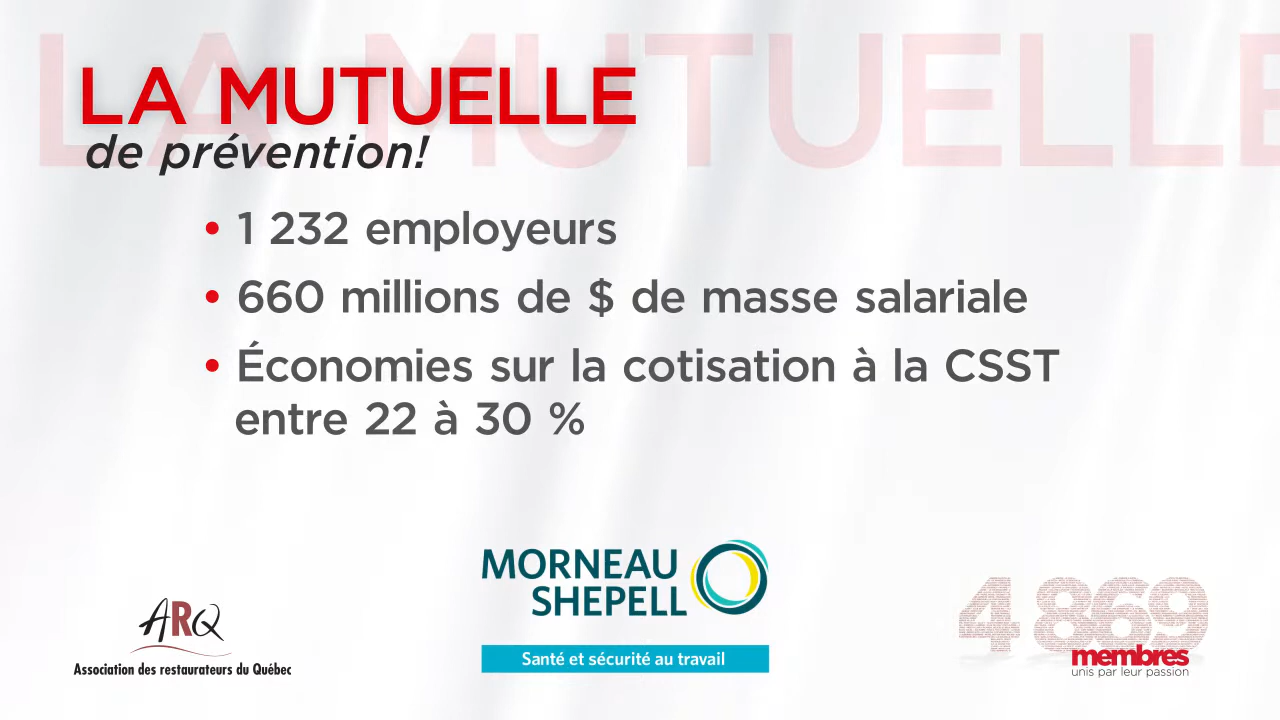 LA MUTUELLE
LA MUTUELLE
de prévention!
• 1 232 employeurs
• 660 millions de $ de masse salariale
• Économies sur la cotisation à la CSST
entre 22 à 30 %
MORNEAU
SHEPELL
Santé et sécurité au travail
ARQ
Association des restaurateurs du Québec
membres
unis par leur passion